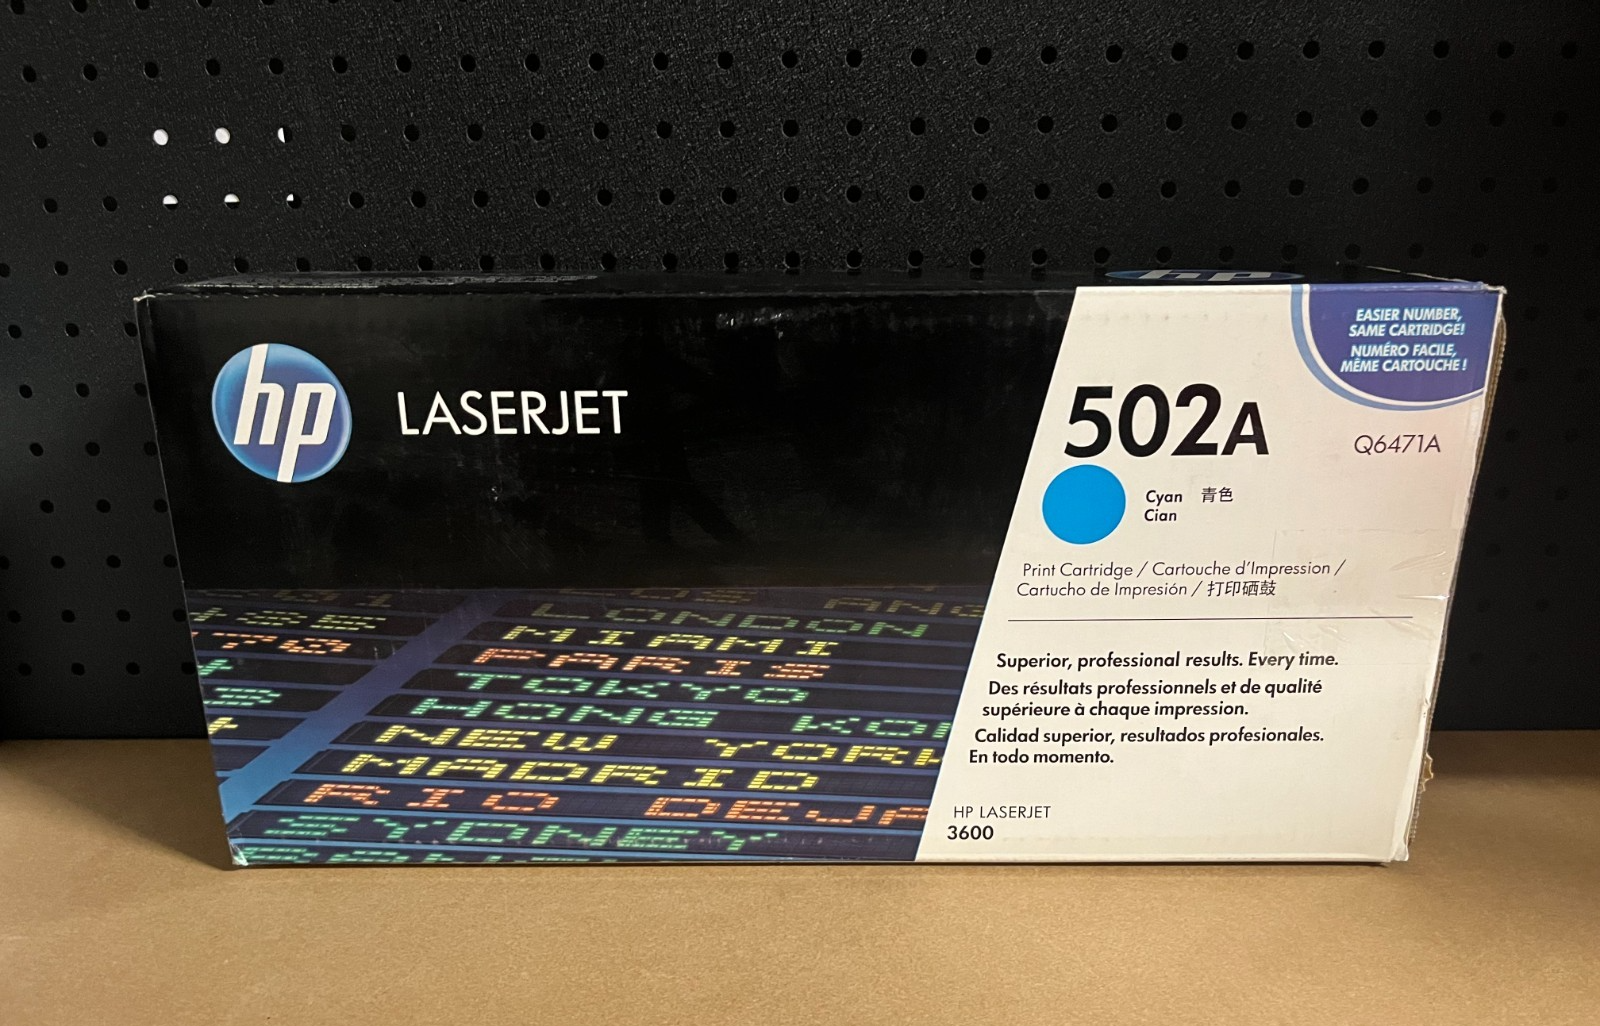 hp
hp
LASERJET
EASIER NUMBER,
SAME CARTRIDGE!
NUMÉRO FACILE,
MÊME CARTOUCHE !
502A
Q6471A
Cyan 青色
Cian
Print Cartridge / Cartouche d'Impression /
Cartucho de Impresión / 打印硒鼓
Superior, professional results. Every time.
Des résultats professionnels et de qualité
supérieure à chaque impression.
Calidad superior, resultados profesionales.
En todo momento.
HP LASERJET
3600
LONDON
MIAMI
78 PARIS
TOKYO
HONG KO
NEW YORK
MADRID
RIO DEJA
SYDNEY